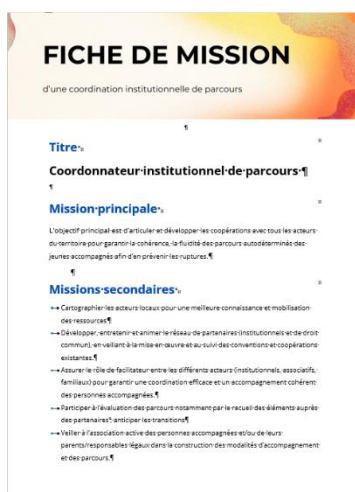 FICHE DE MISSION
d'une coordination institutionnelle de parcours
Titre
Coordonnateur institutionnel de parcours ¶
¶
Mission principale
L'objectif principal est d'articuler et développer les coopérations avec tous les acteurs
du territoire pour garantir la cohérence, la fluidité des parcours autodéterminés des
jeunes accompagnés afin d'en prévenir les ruptures.¶
¶
Missions secondaires
Cartographier les acteurs locaux pour une meilleure connaissance et mobilisation
des ressources¶
Développer, entretenir et animer le réseau de partenaires (institutionnels et de droit
commun), en veillant à la mise en œuvre et au suivi des conventions et coopérations
existantes.¶
Assurer le rôle de facilitateur entre les différents acteurs (institutionnels, associatifs,
familiaux) pour garantir une coordination efficace et un accompagnement cohérent
des personnes accompagnées.¶
Participer à l'évaluation des parcours notamment par le recueil des éléments auprès
des partenaires, anticiper les transitions¶
Veiller à l'association active des personnes accompagnées et/ou de leurs
parents/responsables légaux dans la construction des modalités d'accompagnement
et des parcours.¶